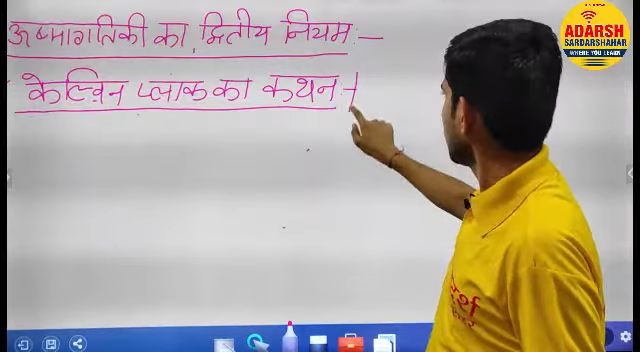 ऊष्मागतिकी का द्वितीय नियम:-
केल्विन प्लांक का कथन:-
ADARSH
SARDARSHAHAR
WHERE YOU LEARN